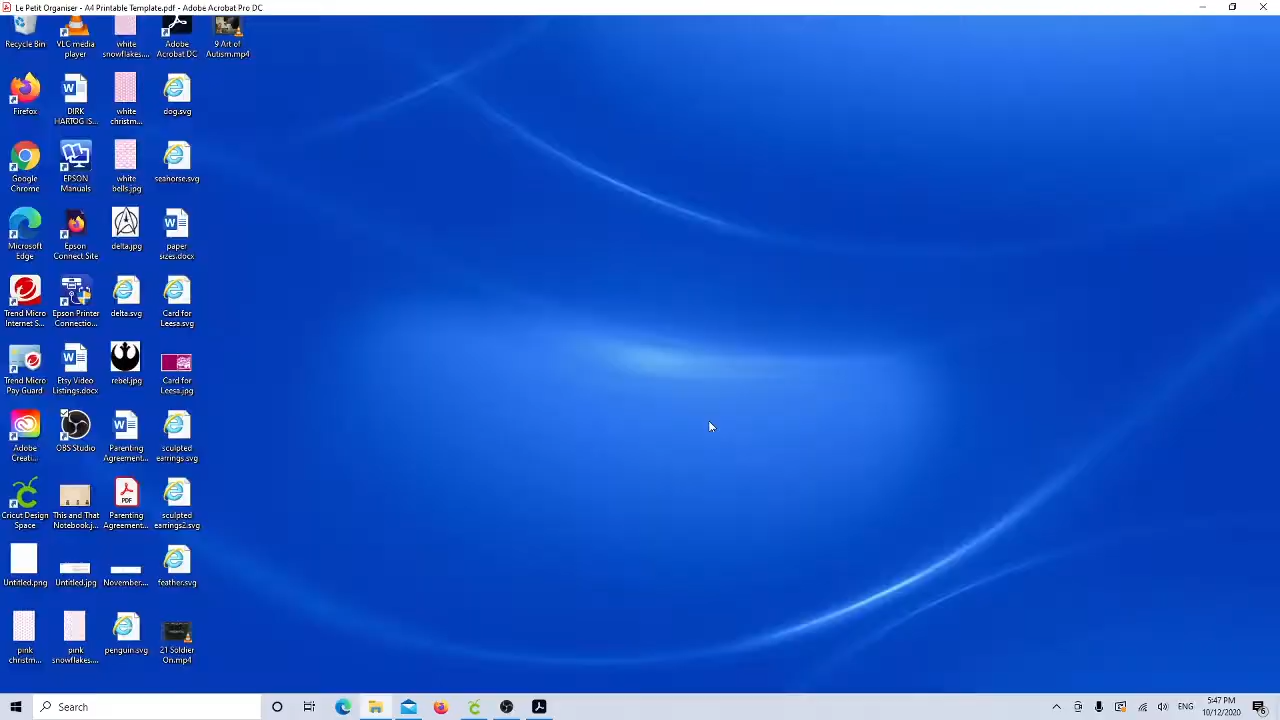 Le Petit Organiser - A4 Printable Template.pdf - Adobe Acrobat Pro DC
Recycle Bin
VLC media
player
white
snowflakes....
Adobe
Acrobat DC
9 Art of
Autism.mp4
Firefox
DIRK
HARTOG IS...
white
christm...
dog.svg
Google
Chrome
EPSON
Manuals
white
bells.jpg
seahorse.svg
Microsoft
Edge
Epson
Connect Site
delta.jpg
paper
sizes.docx
Trend Micro
Internet S...
Epson Printer
Connectio...
delta.svg
Card for
Leesa.svg
Trend Micro
Pay Guard
Etsy Video
Listings.docx
rebel.jpg
Card for
Leesa.jpg
Adobe
Creati...
OBS Studio
Parenting
Agreement...
sculpted
earrings.svg
Cricut Design
Space
This and That
Notebook.j...
PDF
Parenting
Agreement...
sculpted
earrings2.svg
Untitled.png
Untitled.jpg
November....
feather.svg
pink
christm...
pink
snowflakes....
penguin.svg
21 Soldier
On.mp4
Search
ENG
5:47 PM
10/12/2020
6